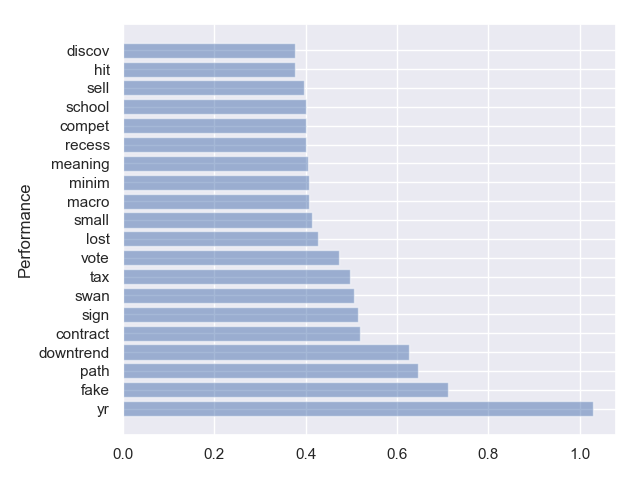 discov
hit
sell
school
compet
recess
meaning
minim
macro
small
lost
vote
tax
swan
sign
contract
downtrend
path
fake
yr
Performance
0.0 0.2 0.4 0.6 0.8 1.0